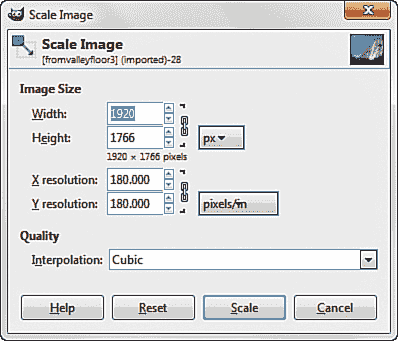 Scale Image
Scale Image
[fromvalleyfloor3] (imported)-28
Image Size
Width: 1920
Height: 1766 px
1920 × 1766 pixels
X resolution: 180.000
Y resolution: 180.000 pixels/in
Quality
Interpolation: Cubic
Help Reset Scale Cancel